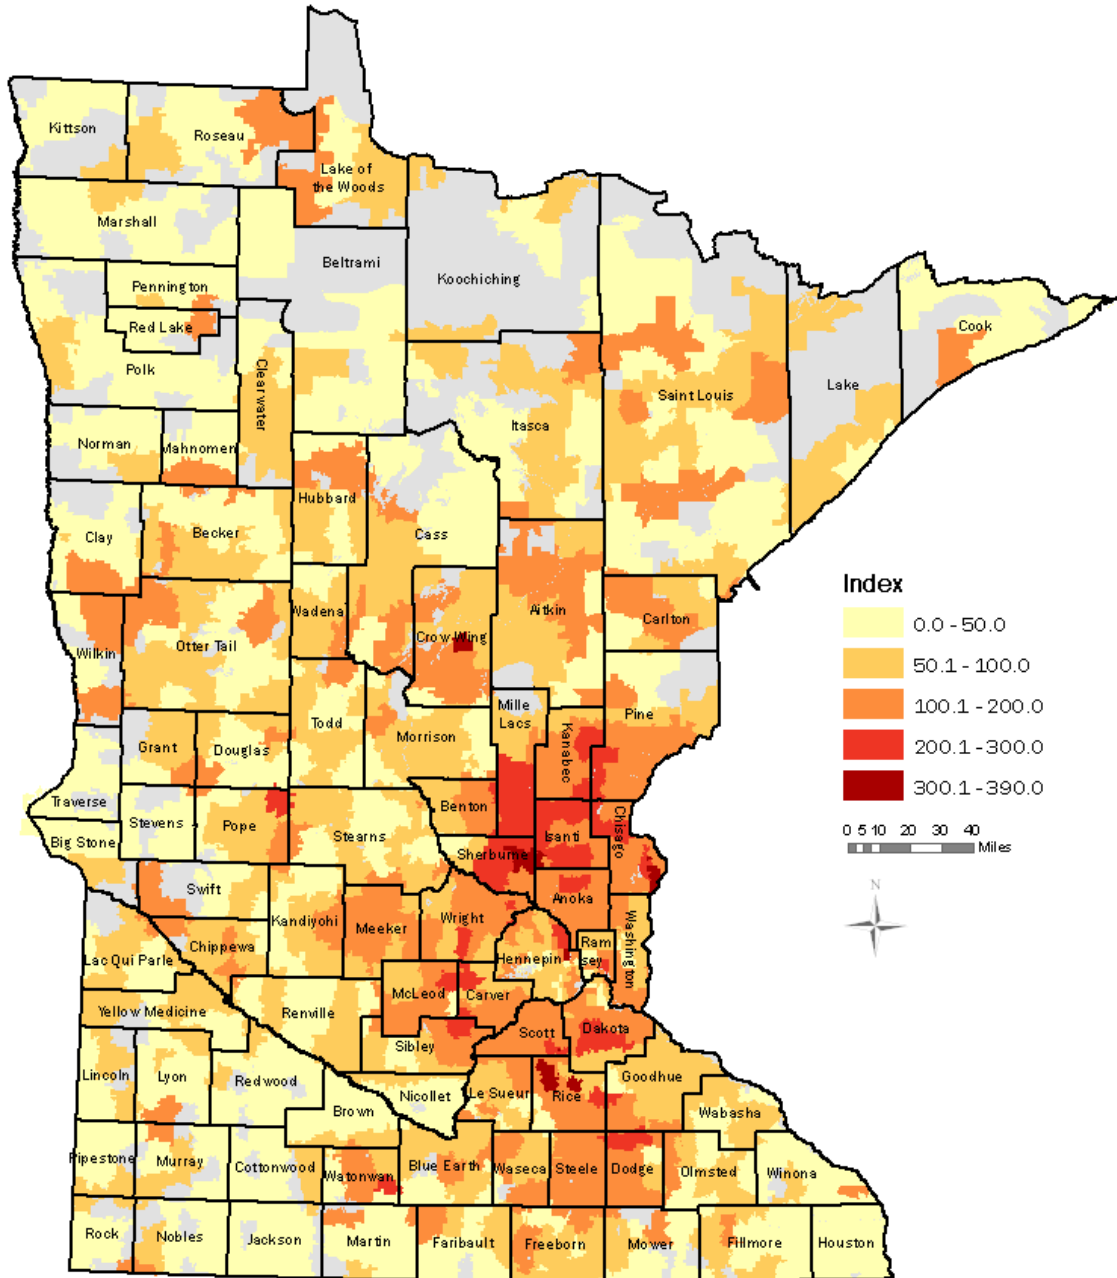 Kittson
Roseau
Lake of
the Woods
Marshall
Beltrami
Koochiching
Pennington
Red Lake
Cook
Polk
Clearwater
Lake
Saint Louis
Itasca
Norman
Mahnomen
Hubbard
Cass
Clay
Becker
Index
0.0 - 50.0
50.1 - 100.0
100.1 - 200.0
200.1 - 300.0
300.1 - 390.0
0 5 10 20 30 40
Miles
N
Wadena
Aitkin
Carlton
Crow Wing
Otter Tail
Wilkin
Mille
Lacs
Pine
Todd
Morrison
Kanabec
Grant
Douglas
Traverse
Stevens
Pope
Benton
Stearns
Isanti
Chisago
Big Stone
Sherburne
Swift
Anoka
Kandiyohi
Meeker
Wright
Washington
Ram
sey
Hennepin
Chippewa
Lac Qui Parle
McLeod
Carver
Yellow Medicine
Renville
Scott
Dakota
Sibley
Lincoln
Lyon
Redwood
Goodhue
Nicollet
Le Sueur
Rice
Brown
Wabasha
Pipestone
Murray
Cottonwood
Watonwan
Blue Earth
Waseca
Steele
Dodge
Olmsted
Winona
Rock
Nobles
Jackson
Martin
Faribault
Freeborn
Mower
Fillmore
Houston